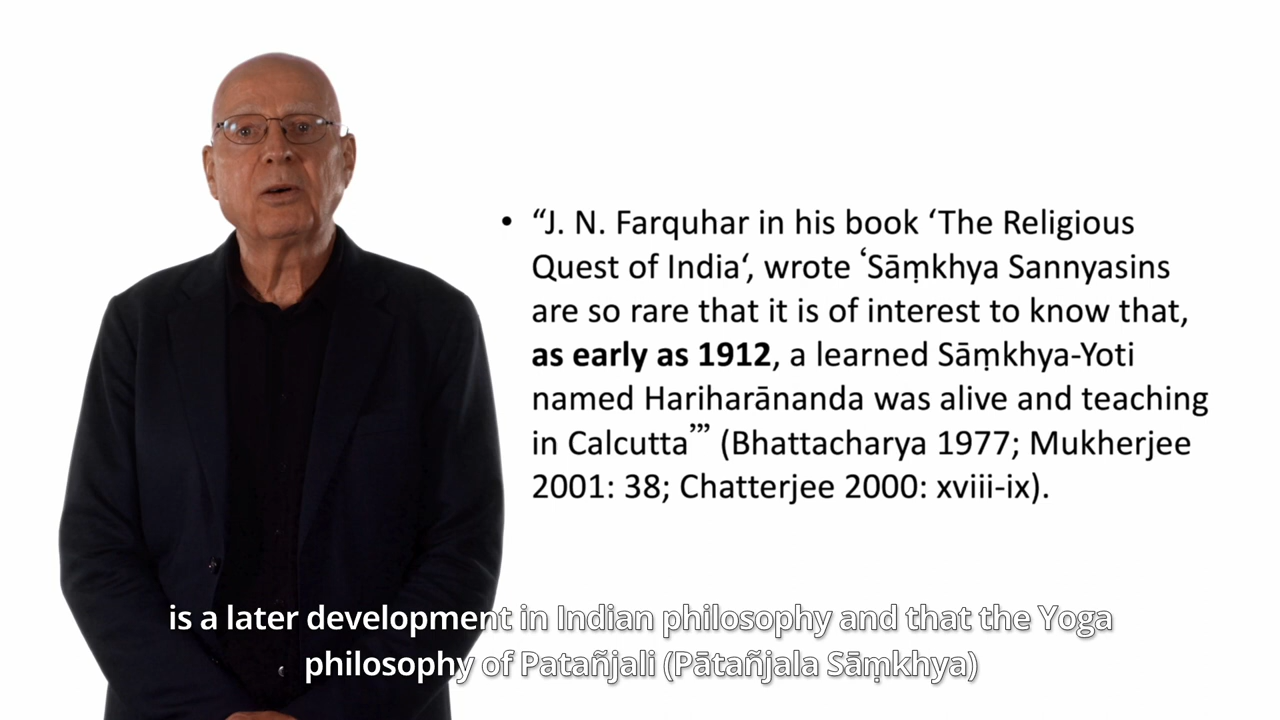 • “J. N. Farquhar in his book ‘The Religious
Quest of India‘, wrote ‘Sāṃkhya Sannyasins
are so rare that it is of interest to know that,
as early as 1912, a learned Sāṃkhya-Yoti
named Hariharānanda was alive and teaching
in Calcutta’” (Bhattacharya 1977; Mukherjee
2001: 38; Chatterjee 2000: xviii-ix).
is a later development in Indian philosophy and that the Yoga
philosophy of Patañjali (Pātañjala Sāṃkhya)